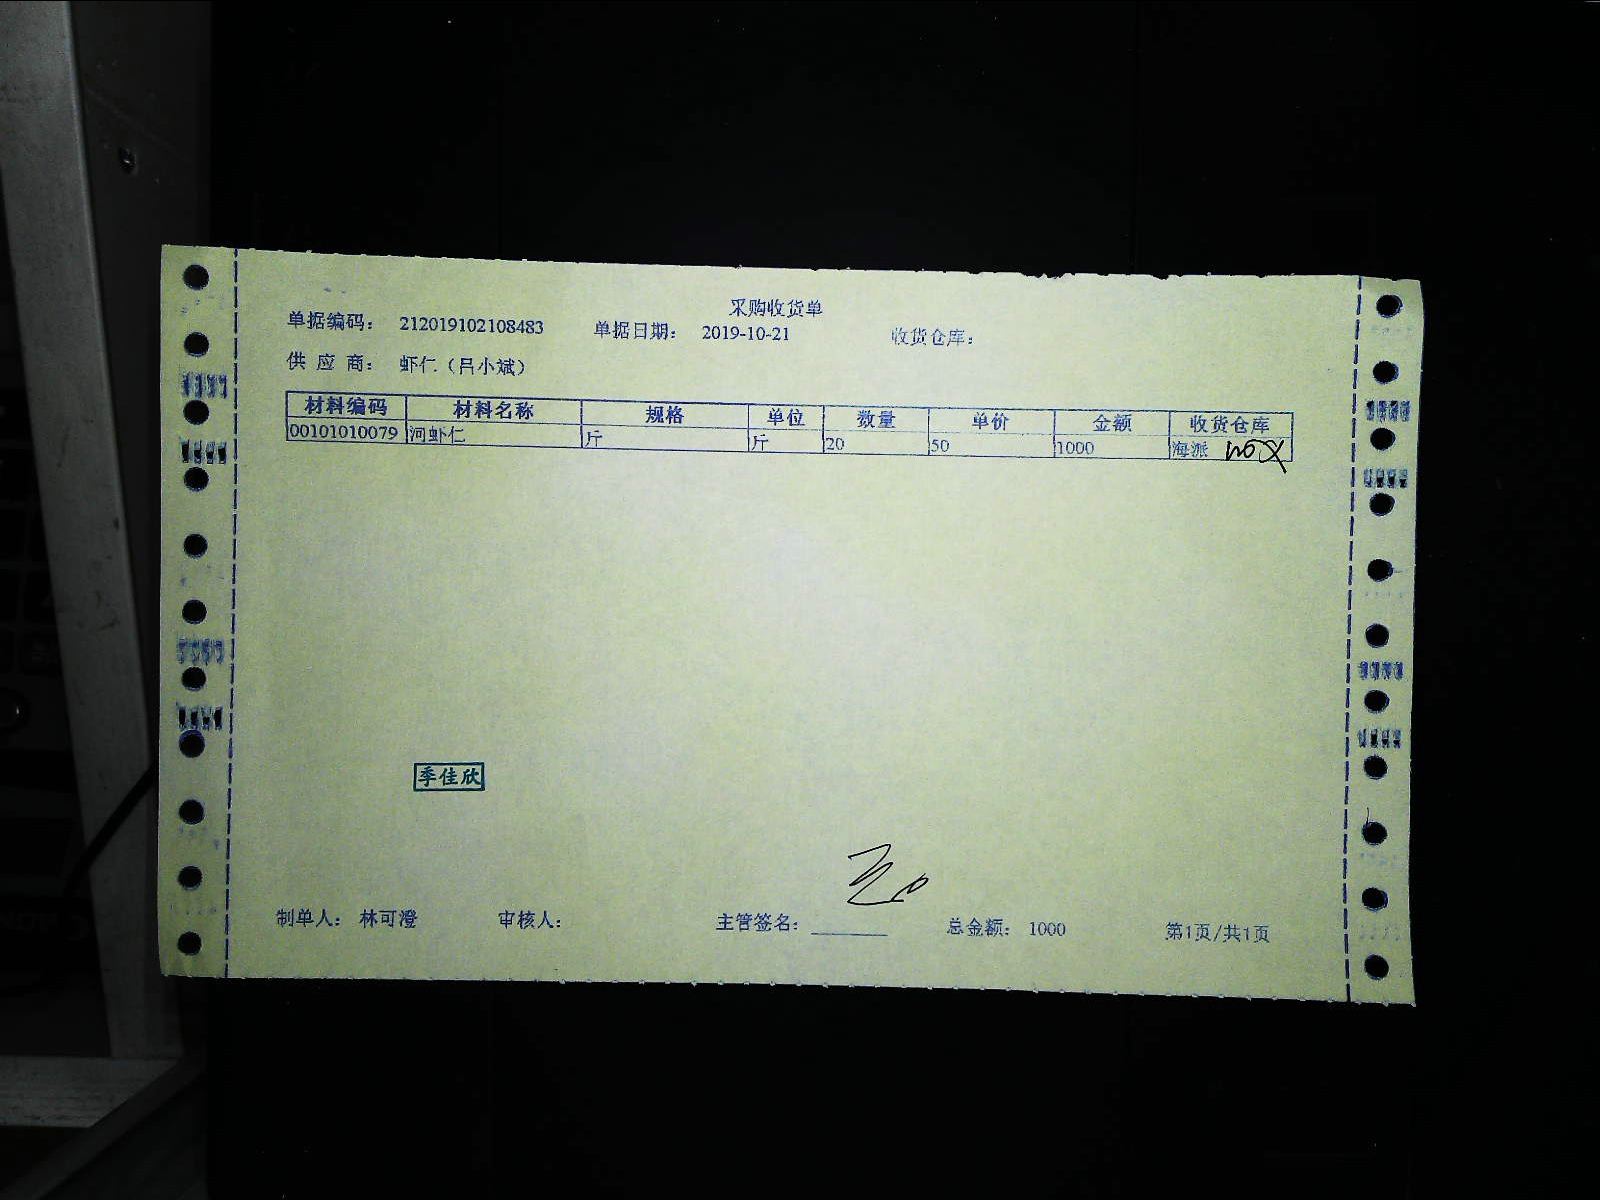 采购收货单
单据编码： 212019102108483 单据日期： 2019-10-21 收货仓库：
供 应 商： 虾仁（吕小斌）
材料编码 材料名称 规格 单位 数量 单价 金额 收货仓库
00101010079 河虾仁 斤 斤 20 50 1000 海派
季佳欣
制单人： 林可澄 审核人： 主管签名：________ 总金额： 1000 第1页/共1页